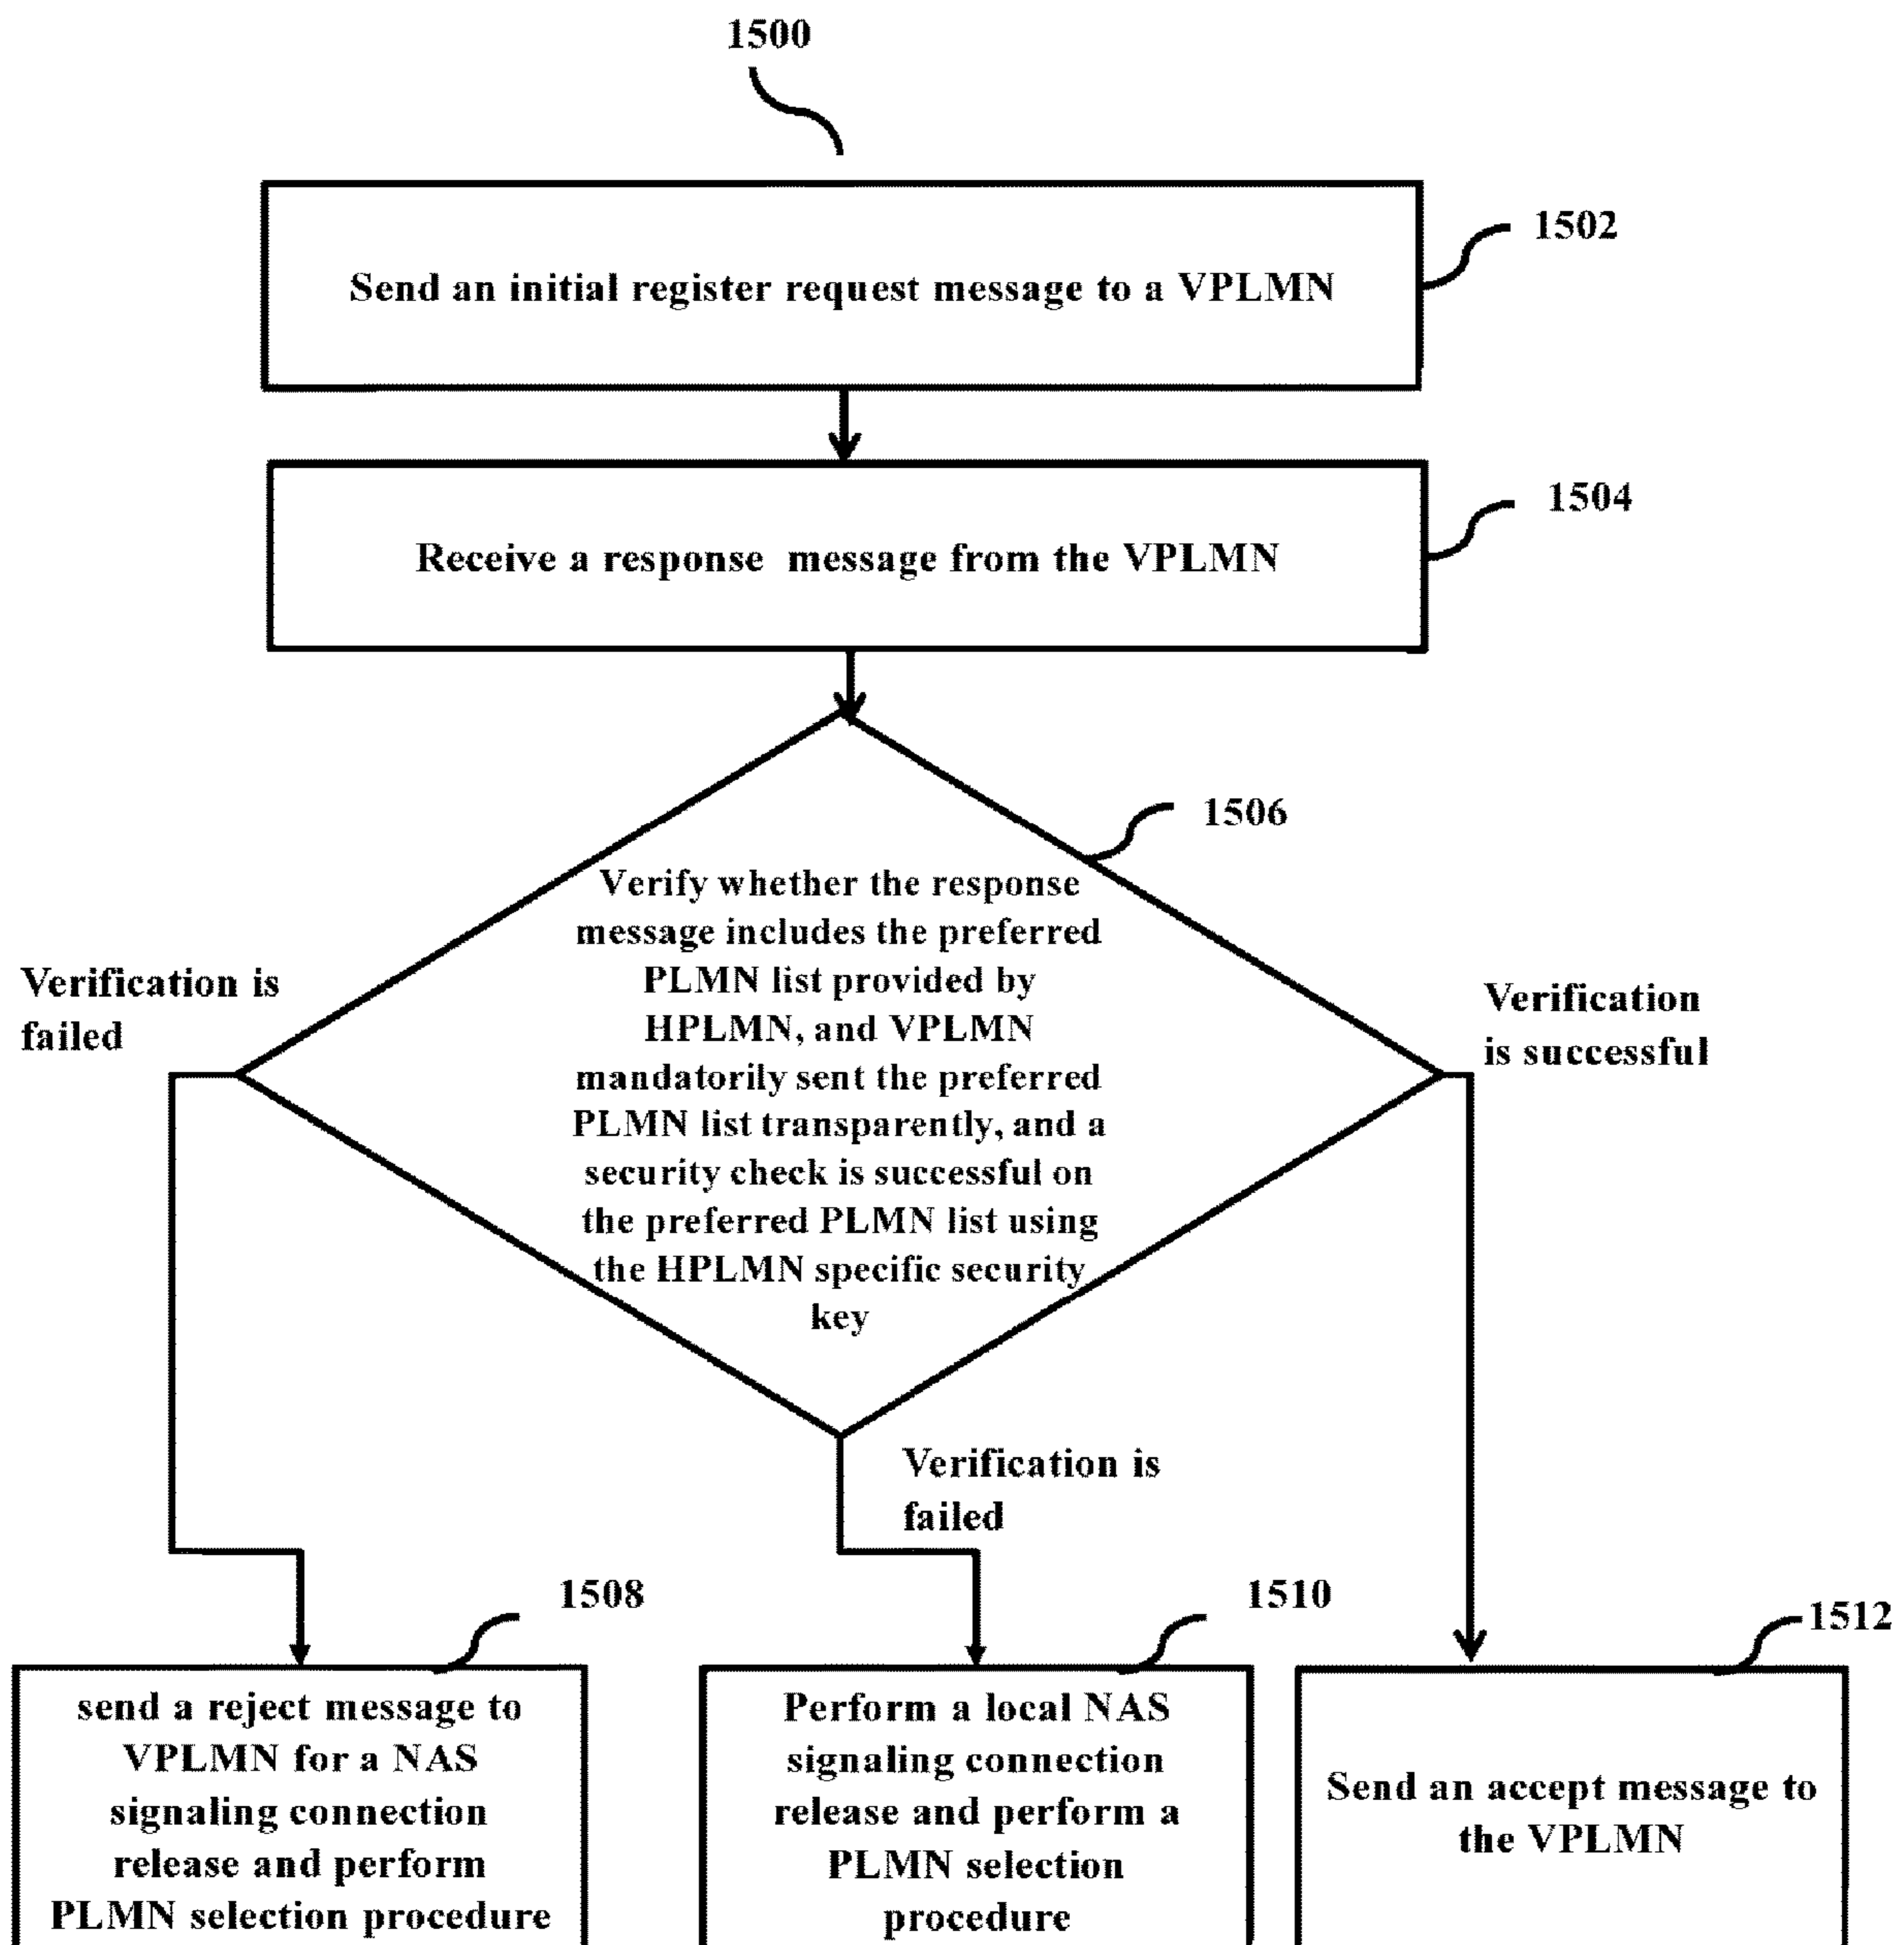 1500
1502
Send an initial register request message to a VPLMN
1504
Receive a response message from the VPLMN
1506
Verify whether the response
message includes the preferred
PLMN list provided by
HPLMN, and VPLMN
mandatorily sent the preferred
PLMN list transparently, and a
security check is successful on
the preferred PLMN list using
the HPLMN specific security
key
Verification is
failed
Verification
is successful
Verification is
failed
1508
send a reject message to
VPLMN for a NAS
signaling connection
release and perform
PLMN selection procedure
1510
Perform a local NAS
signaling connection
release and perform a
PLMN selection
procedure
1512
Send an accept message to
the VPLMN